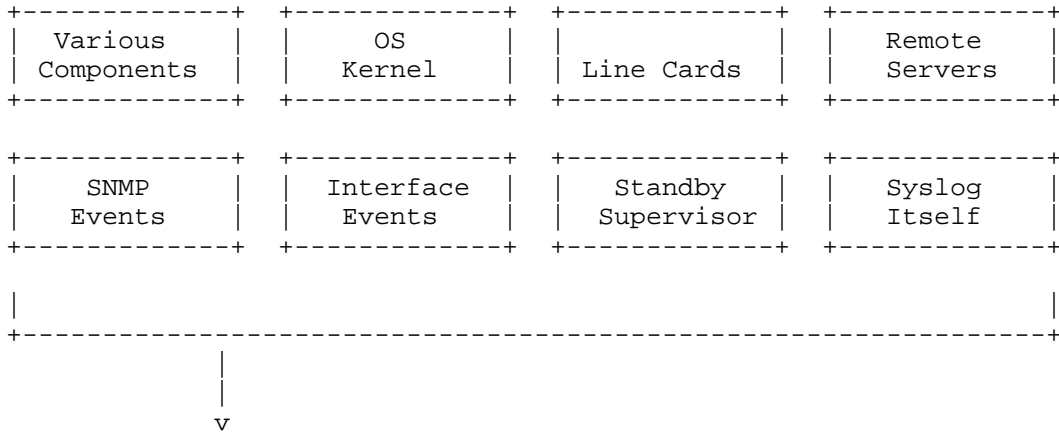 Various OS Remote
Components Kernel Line Cards Servers
SNMP Interface Standby Syslog
Events Events Supervisor Itself
v